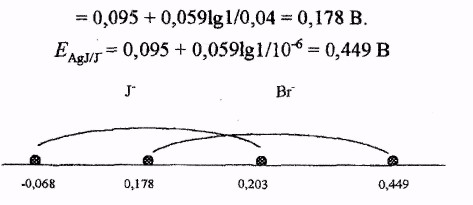 = 0,095 + 0,059lg1/0,04 = 0,178 В.
E_AgJ/J⁻ = 0,095 + 0,059lg1/10⁻⁶ = 0,449 В
J⁻ Br⁻
-0,068 0,178 0,203 0,449